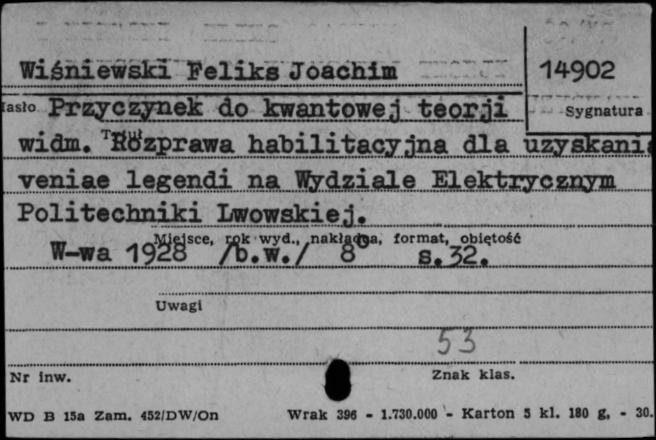 Wiśniewski Feliks Joachim
14902
Hasło Przyczynek do kwantowej teorji
Sygnatura
widm. Tytuł Rozprawa habilitacyjna dla uzyskania
veniae legendi na Wydziale Elektrycznym
Politechniki Lwowskiej.
Miejsce, rok wyd., nakładca, format, objętość
W-wa 1928 /b.w./ 8° s.32.
Uwagi
53
Nr inw.
Znak klas.
WD B 15a Zam. 452/DW/On Wrak 396 - 1.730.000 - Karton 5 kl. 180 g. - 30.